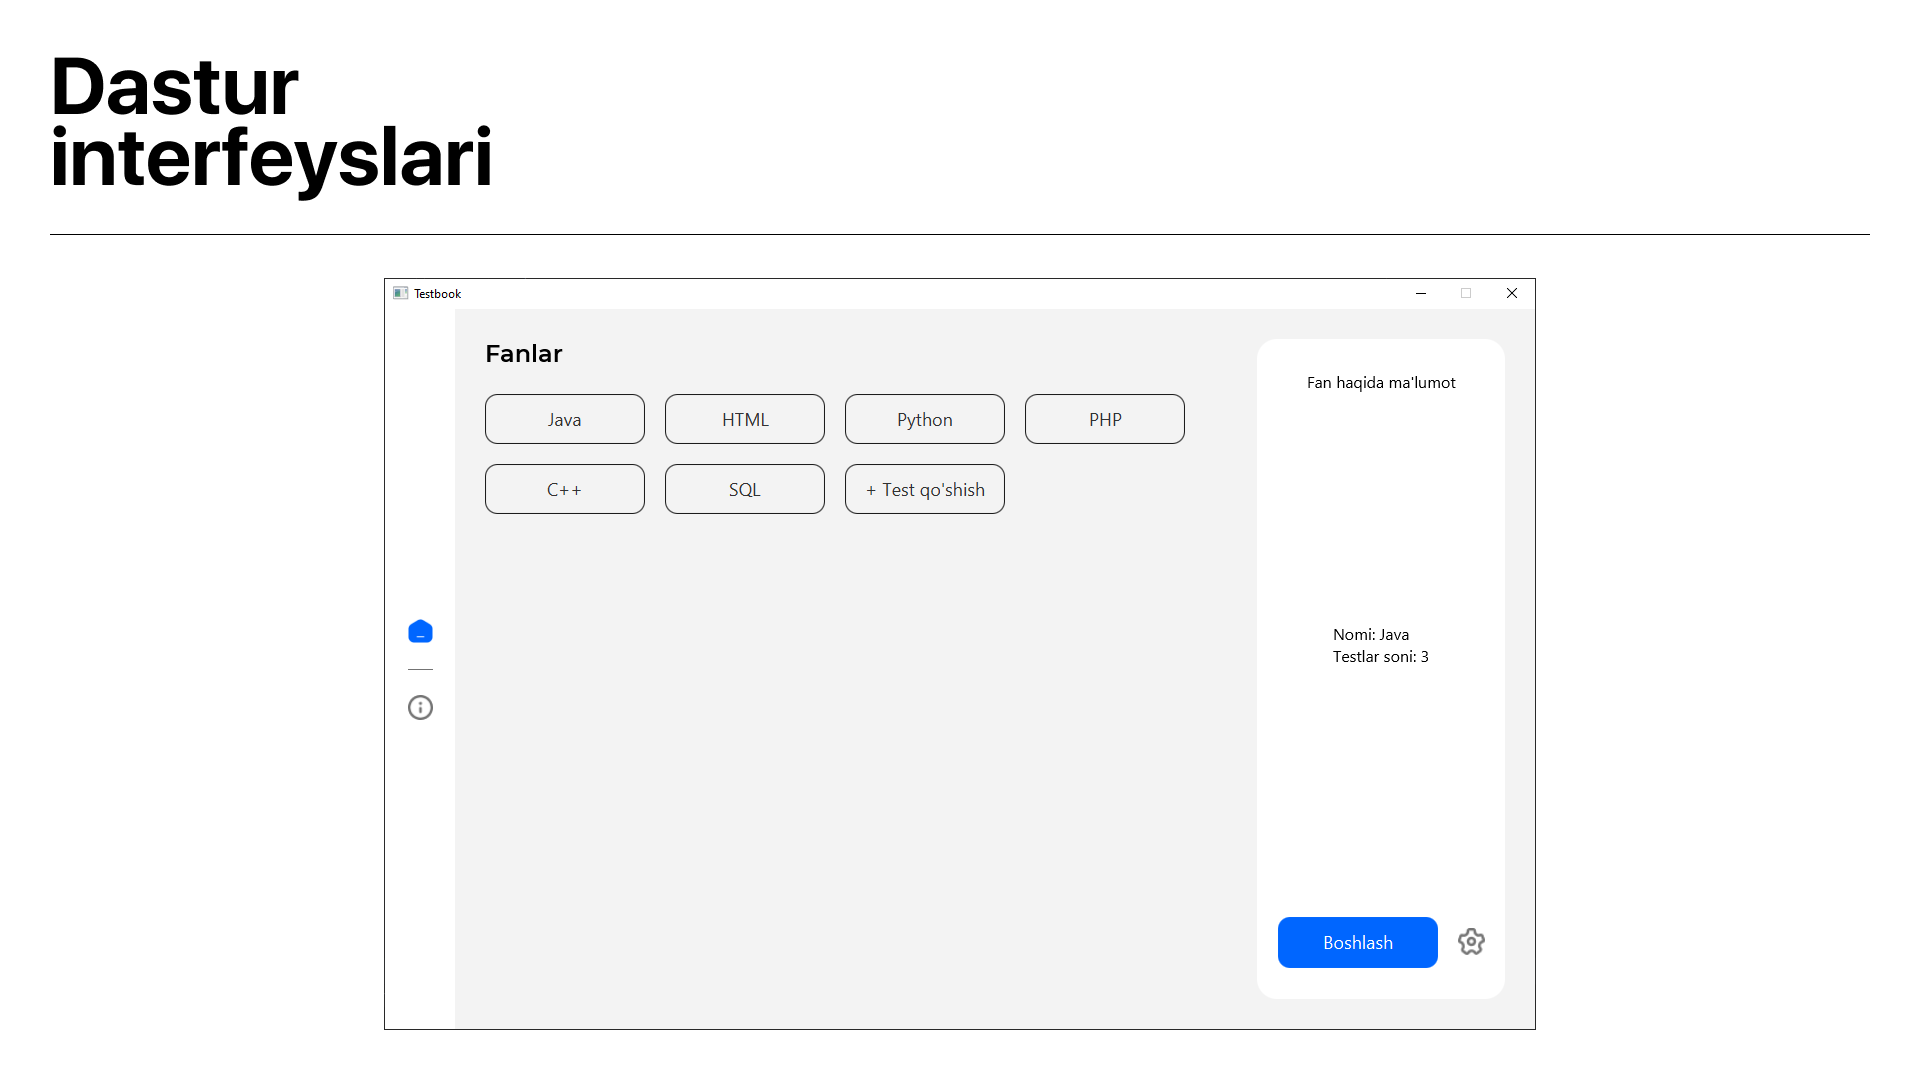 Dastur
interfeyslari
Testbook
Fanlar
Java
HTML
Python
PHP
C++
SQL
+ Test qo'shish
Fan haqida ma'lumot
Nomi: Java
Testlar soni: 3
Boshlash